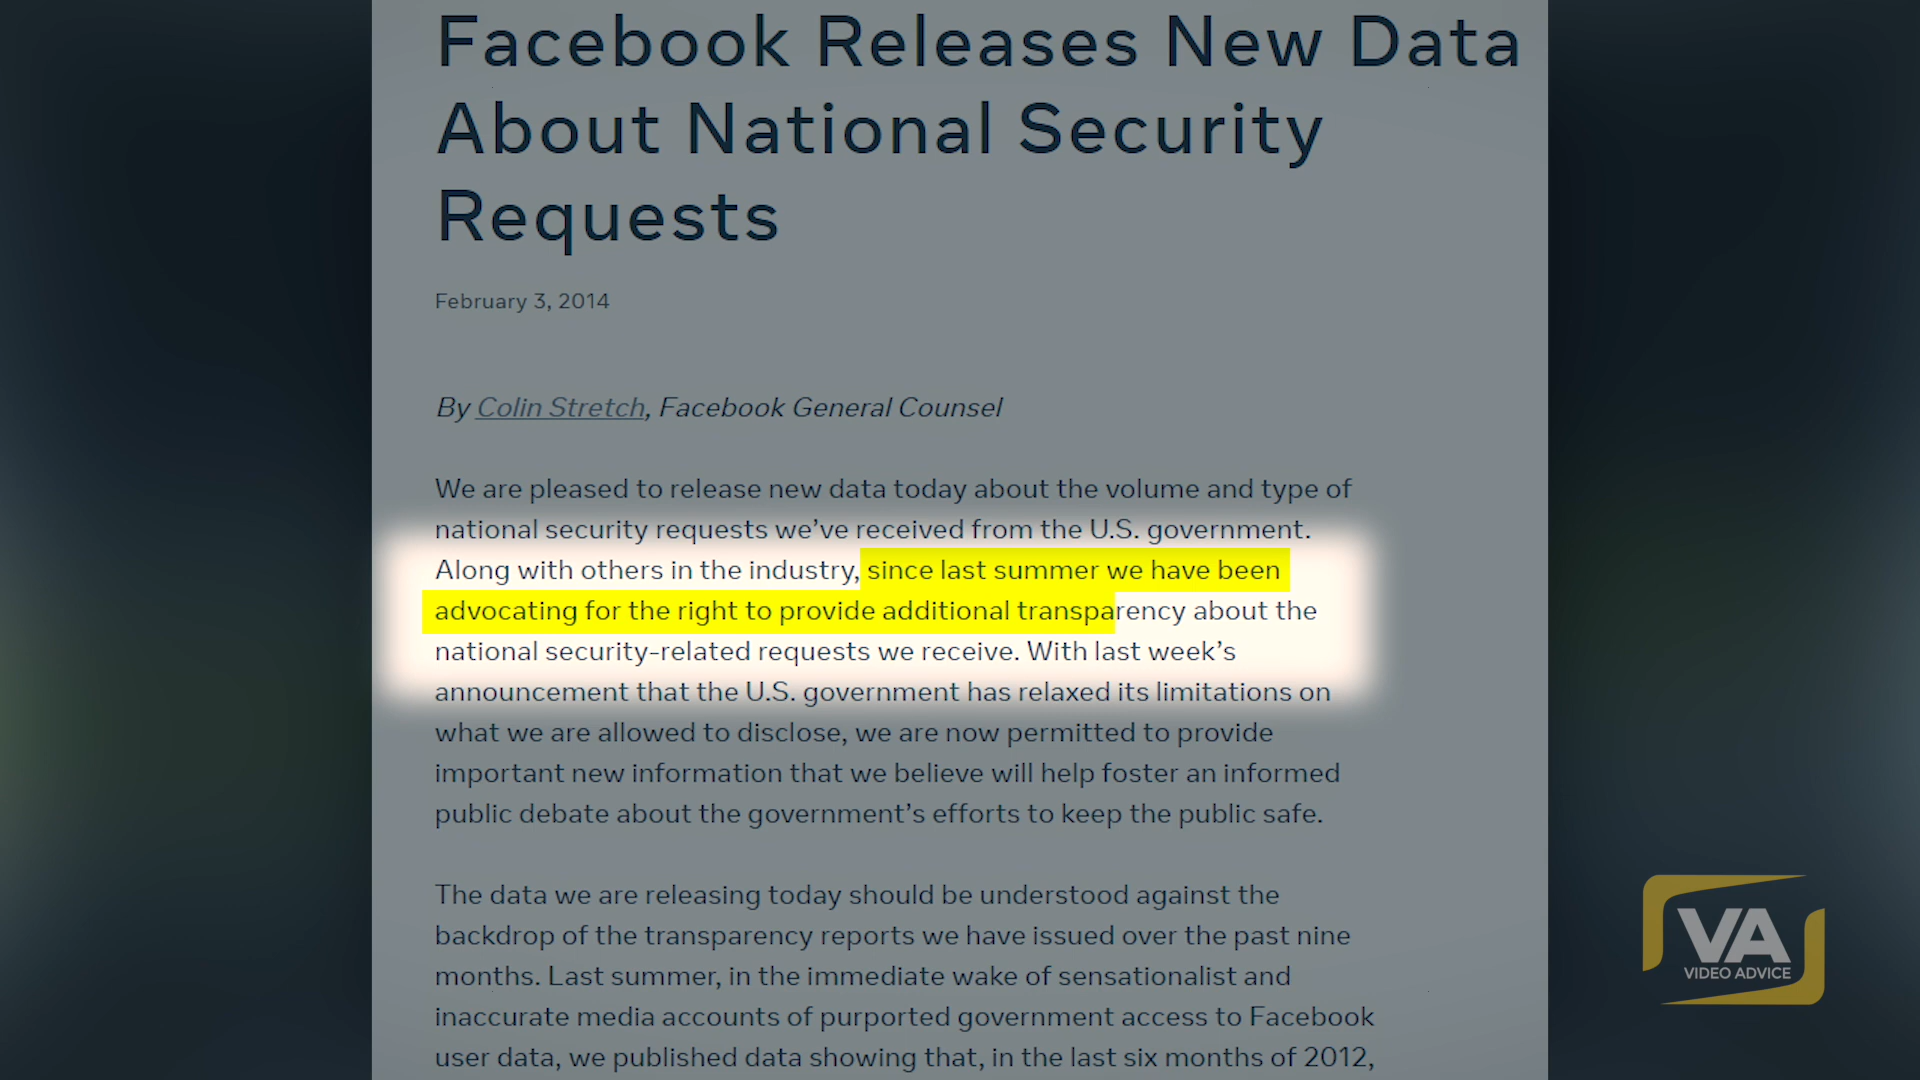 Facebook Releases New Data
About National Security
Requests
February 3, 2014
By Colin Stretch, Facebook General Counsel
We are pleased to release new data today about the volume and type of
national security requests we’ve received from the U.S. government.
Along with others in the industry, since last summer we have been
advocating for the right to provide additional transparency about the
national security-related requests we receive. With last week’s
announcement that the U.S. government has relaxed its limitations on
what we are allowed to disclose, we are now permitted to provide
important new information that we believe will help foster an informed
public debate about the government’s efforts to keep the public safe.
The data we are releasing today should be understood against the
backdrop of the transparency reports we have issued over the past nine
months. Last summer, in the immediate wake of sensationalist and
inaccurate media accounts of purported government access to Facebook
user data, we published data showing that, in the last six months of 2012,
VA
VIDEO ADVICE